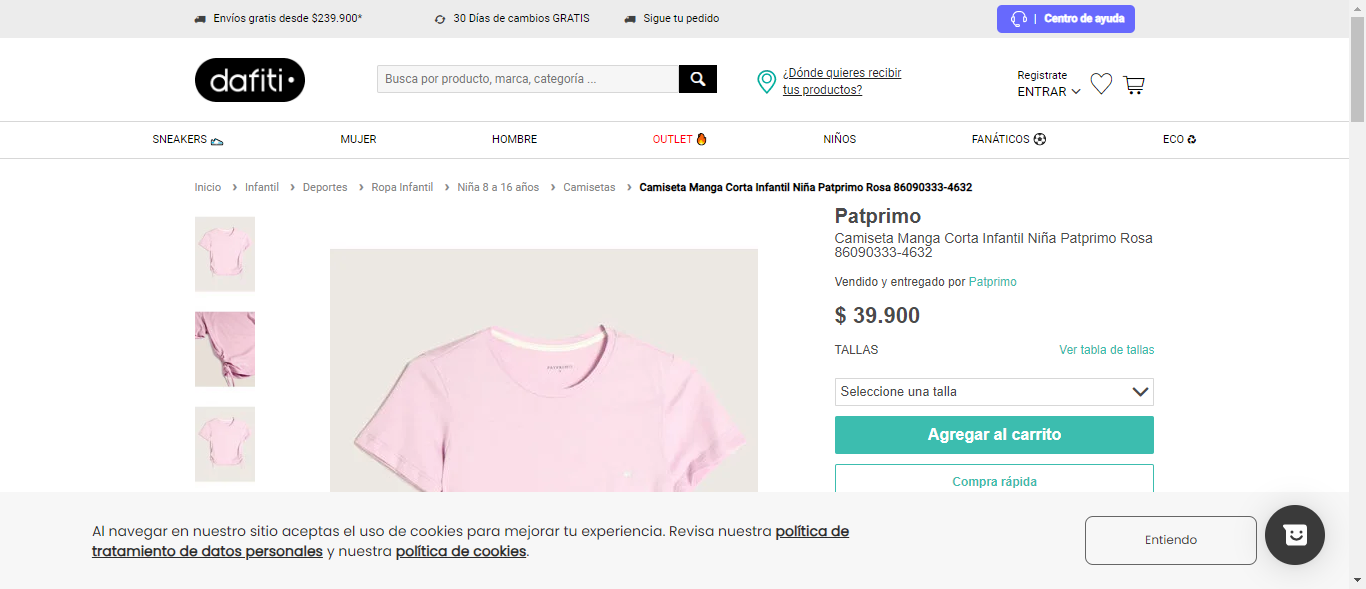 Envíos gratis desde $239.900*
30 Días de cambios GRATIS
Sigue tu pedido
| Centro de ayuda
dafiti
Busca por producto, marca, categoría ...
¿Dónde quieres recibir
tus productos?
Registrate
ENTRAR
SNEAKERS
MUJER
HOMBRE
OUTLET
NIÑOS
FANÁTICOS
ECO
Inicio › Infantil › Deportes › Ropa Infantil › Niña 8 a 16 años › Camisetas › Camiseta Manga Corta Infantil Niña Patprimo Rosa 86090333-4632
Patprimo
Camiseta Manga Corta Infantil Niña Patprimo Rosa
86090333-4632
Vendido y entregado por Patprimo
$ 39.900
TALLAS
Ver tabla de tallas
Seleccione una talla
Agregar al carrito
Compra rápida
PATPRIMO
Al navegar en nuestro sitio aceptas el uso de cookies para mejorar tu experiencia. Revisa nuestra política de
tratamiento de datos personales y nuestra política de cookies.
Entiendo